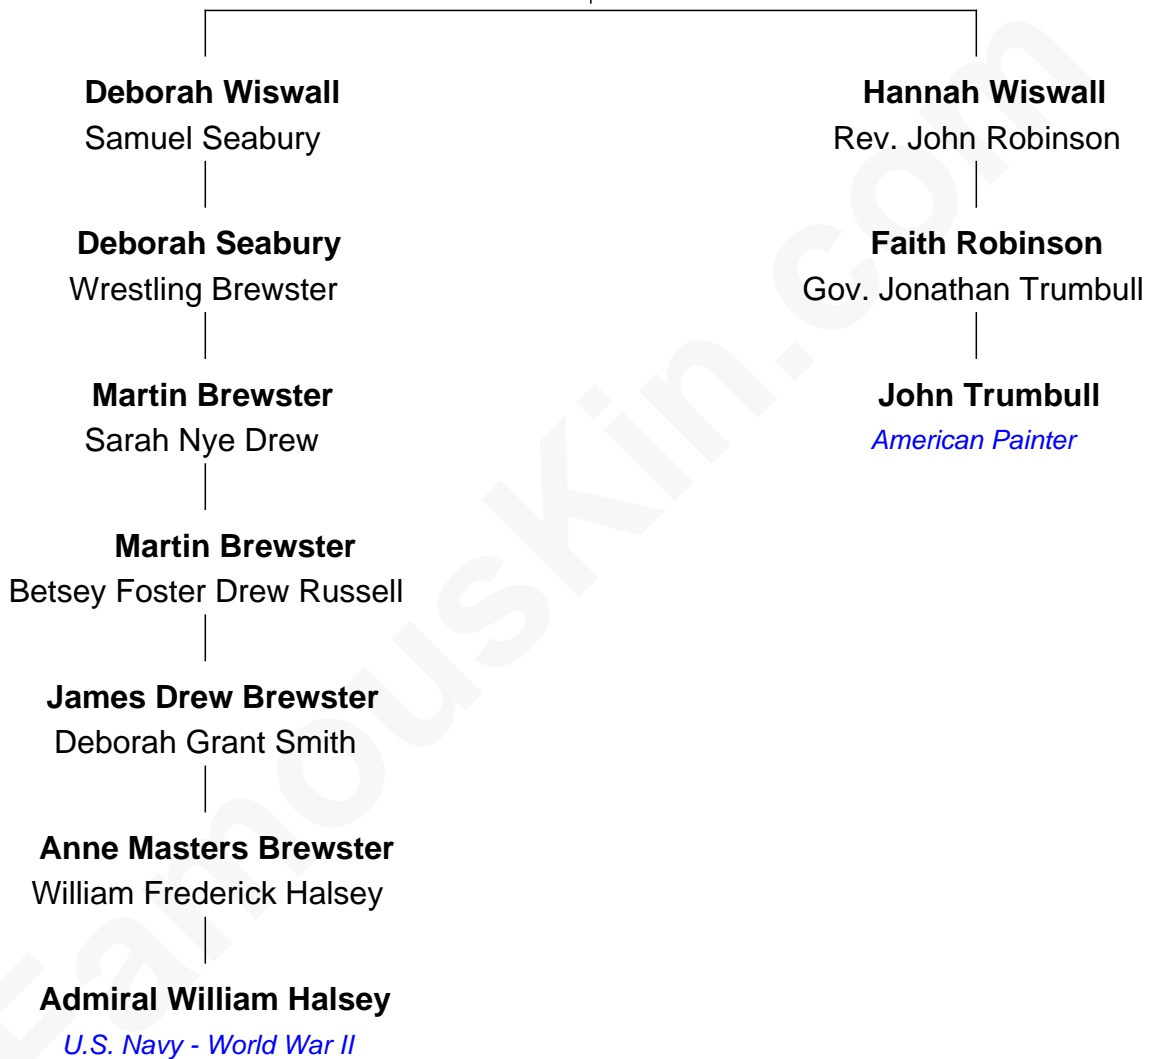 Deborah Wiswall
Samuel Seabury
Hannah Wiswall
Rev. John Robinson
Deborah Seabury
Wrestling Brewster
Faith Robinson
Gov. Jonathan Trumbull
Martin Brewster
Sarah Nye Drew
John Trumbull
American Painter
Martin Brewster
Betsey Foster Drew Russell
James Drew Brewster
Deborah Grant Smith
Anne Masters Brewster
William Frederick Halsey
Admiral William Halsey
U.S. Navy - World War II
FamousKin.com